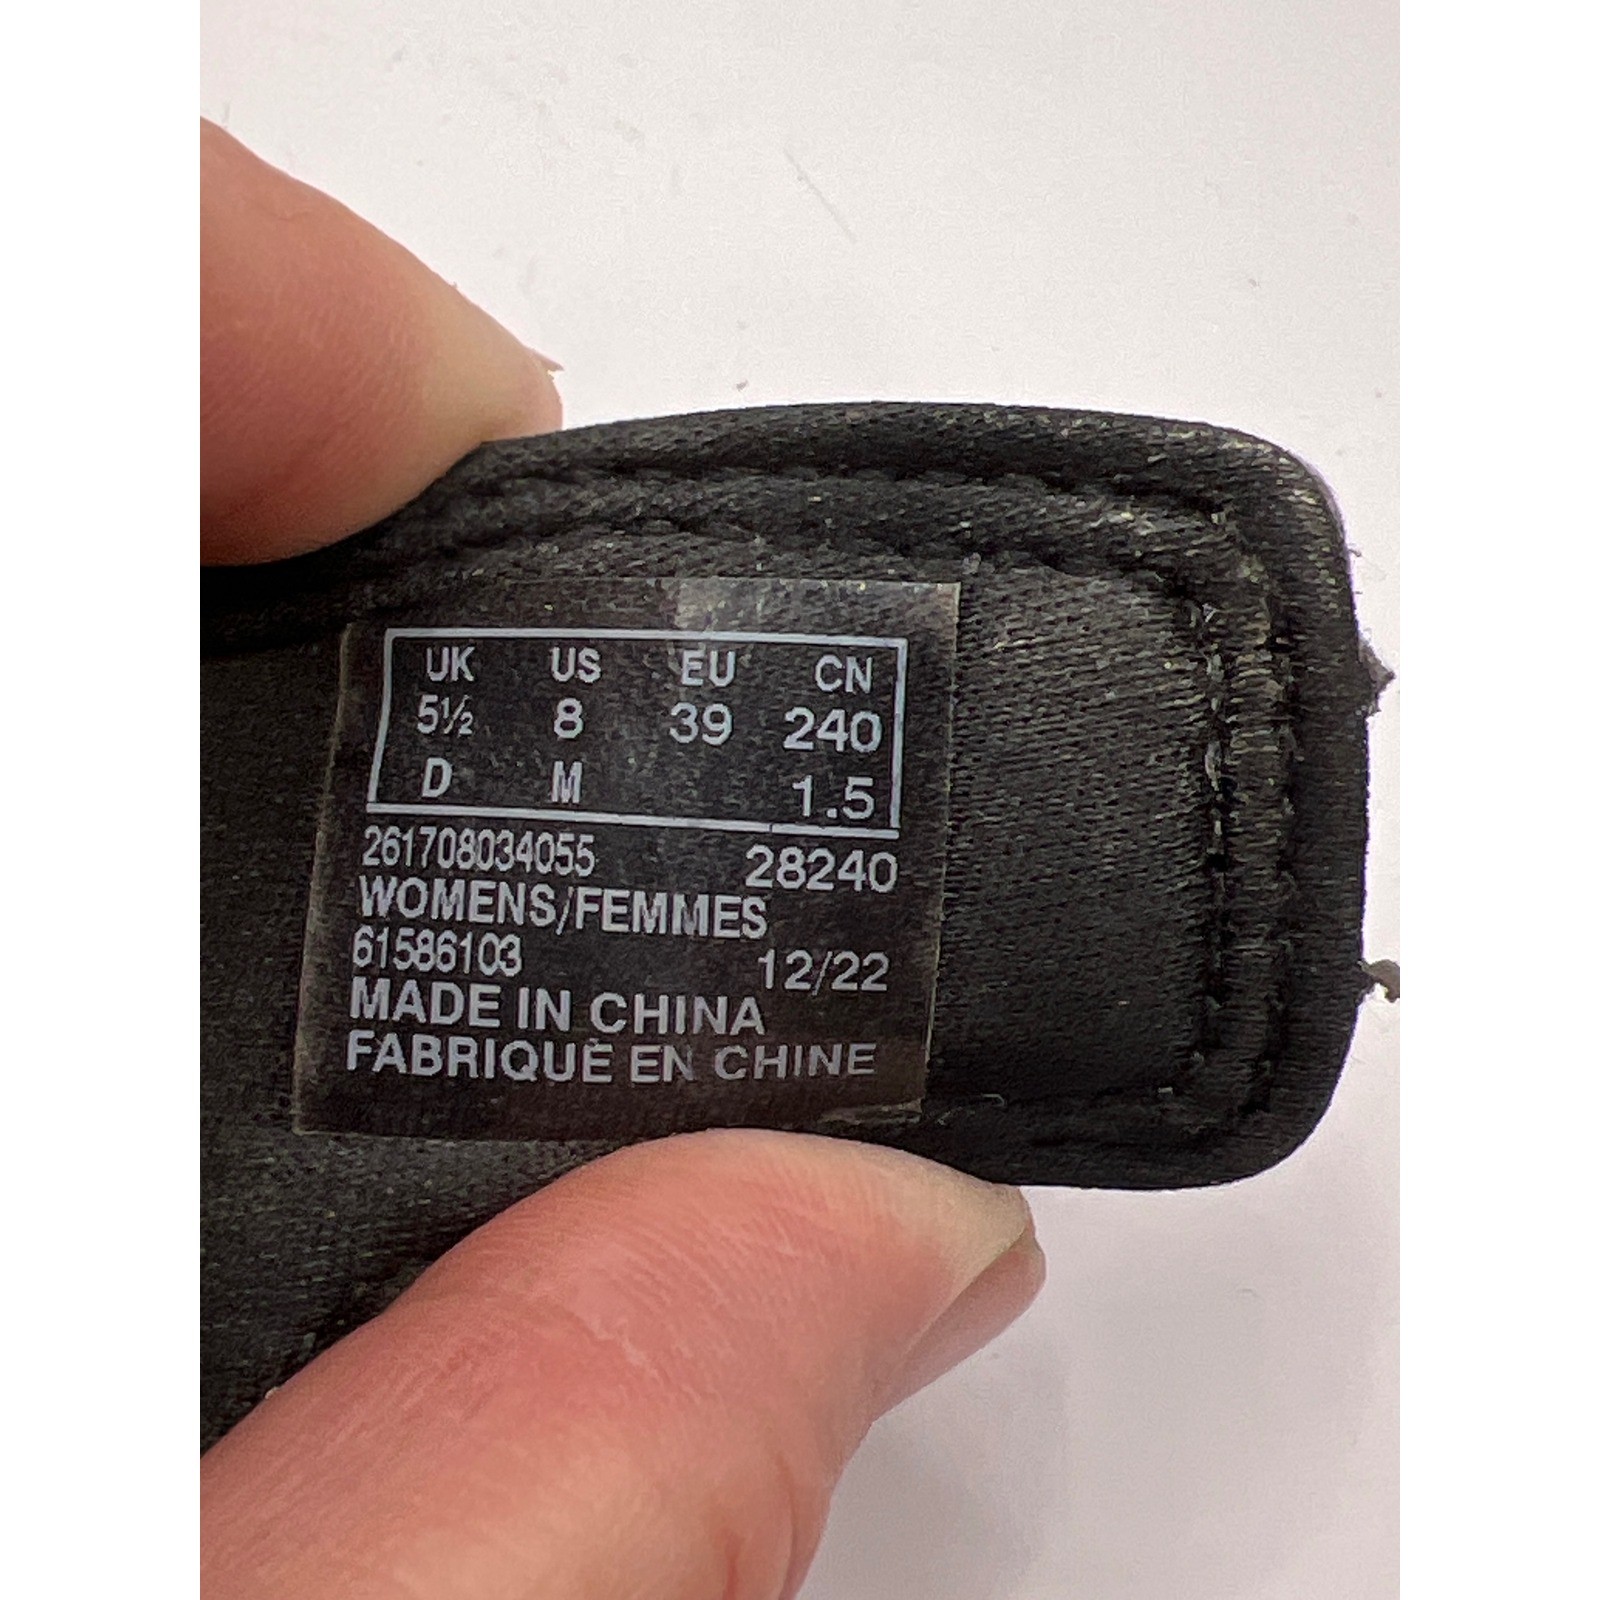 UK US EU CN
5½ 8 39 240
D M 1.5
261708034055 28240
WOMENS/FEMMES
61586103 12/22
MADE IN CHINA
FABRIQUÈ EN CHINE